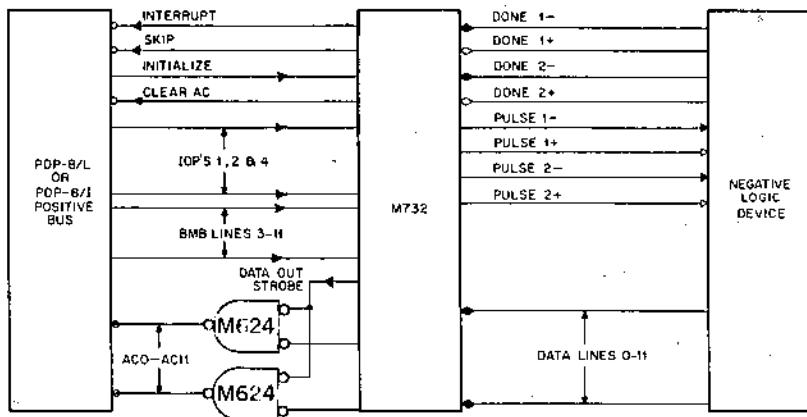 INTERRUPT
SKIP
INITIALIZE
CLEAR AC
IOP'S 1, 2 & 4
BMB LINES 3-11
DATA OUT
STROBE
M624
AC0-AC11
M624
PDP-8/L
OR
PDP-8/I
POSITIVE
BUS
M732
DONE 1-
DONE 1+
DONE 2-
DONE 2+
PULSE 1-
PULSE 1+
PULSE 2-
PULSE 2+
DATA LINES 0-11
NEGATIVE
LOGIC
DEVICE